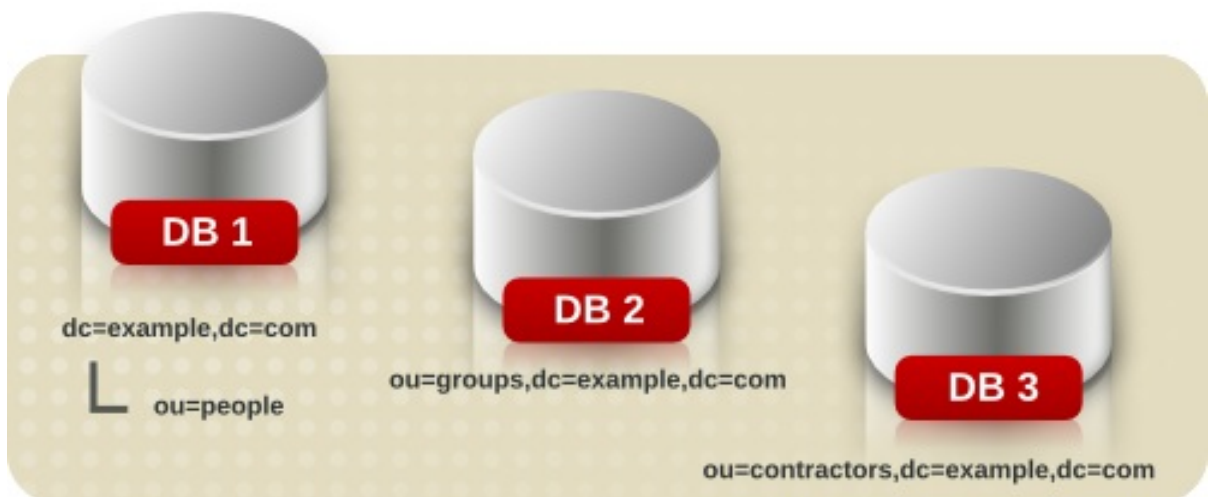 DB 1
dc=example,dc=com
ou=people
DB 2
ou=groups,dc=example,dc=com
DB 3
ou=contractors,dc=example,dc=com